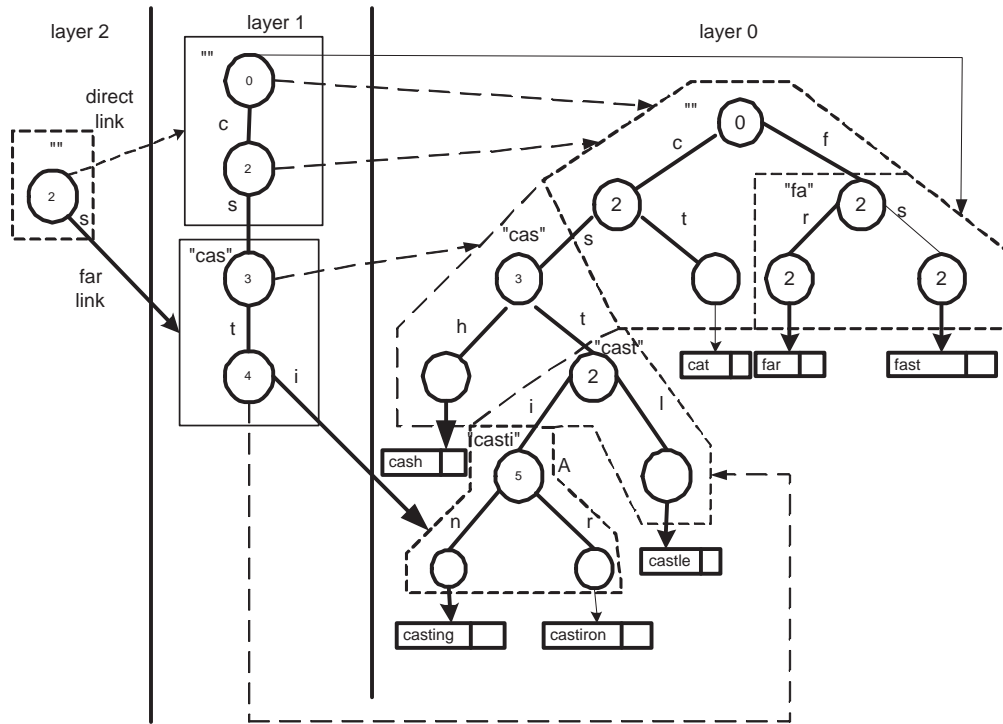 layer 2
layer 1
layer 0
""
0
c
2
s
"cas"
3
t
4
i
direct
link
""
2
s
far
link
""
0
c
f
2
"fa"
2
r
s
"cas"
s
t
3
2
2
h
t
"cast"
2
cat
far
fast
i
l
"casti"
cash
5
A
n
r
castle
casting
castiron